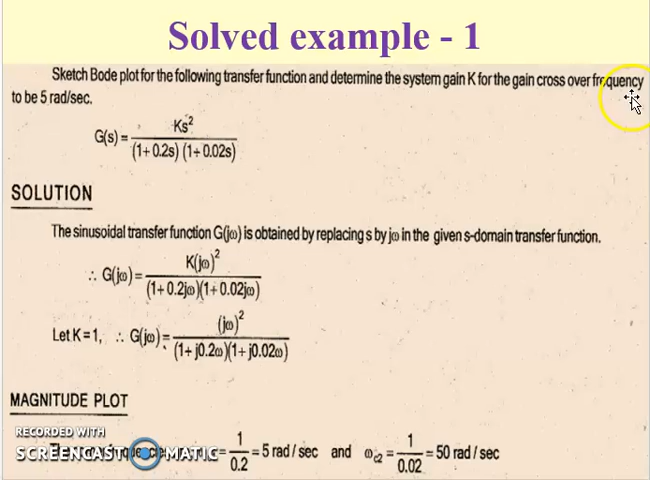 Solved example - 1
Sketch Bode plot for the following transfer function and determine the system gain K for the gain cross over frequency
to be 5 rad/sec.
G(s) = Ks² / (1+0.2s) (1+0.02s)
SOLUTION
The sinusoidal transfer function G(jω) is obtained by replacing s by jω in the given s-domain transfer function.
∴ G(jω) = K(jω)² / (1+0.2jω)(1+0.02jω)
Let K = 1, ∴ G(jω) = (jω)² / (1+j0.2ω)(1+j0.02ω)
MAGNITUDE PLOT
RECORDED WITH
SCREENCAST-O-MATIC
= 1/0.2 = 5 rad / sec and ωc2 = 1/0.02 = 50 rad / sec